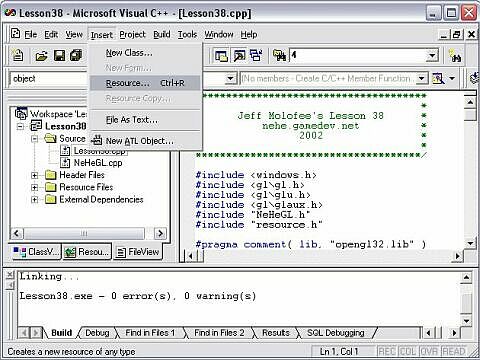 Lesson38 - Microsoft Visual C++ - [Lesson38.cpp]
File Edit View Insert Project Build Tools Window Help
4
object
[No members - Create C/C++ Member Function
New Class...
New Form...
Resource... Ctrl+R
Resource Copy...
File As Text...
New ATL Object...
Workspace 'Les
Lesson38
Source
Lesson38.cpp
NeHeGL.cpp
Header Files
Resource Files
External Dependencies
ClassV... Resou... FileView
Jeff Molofee's Lesson 38
nehe.gamedev.net
2002
#include <windows.h>
#include <gl\gl.h>
#include <gl\glu.h>
#include <gl\glaux.h>
#include "NeHeGL.h"
#include "resource.h"
#pragma comment( lib, "opengl32.lib" )
Linking...
Lesson38.exe - 0 error(s), 0 warning(s)
Build Debug Find in Files 1 Find in Files 2 Results SQL Debugging
Creates a new resource of any type
Ln 1, Col 1
REC COL OVR READ